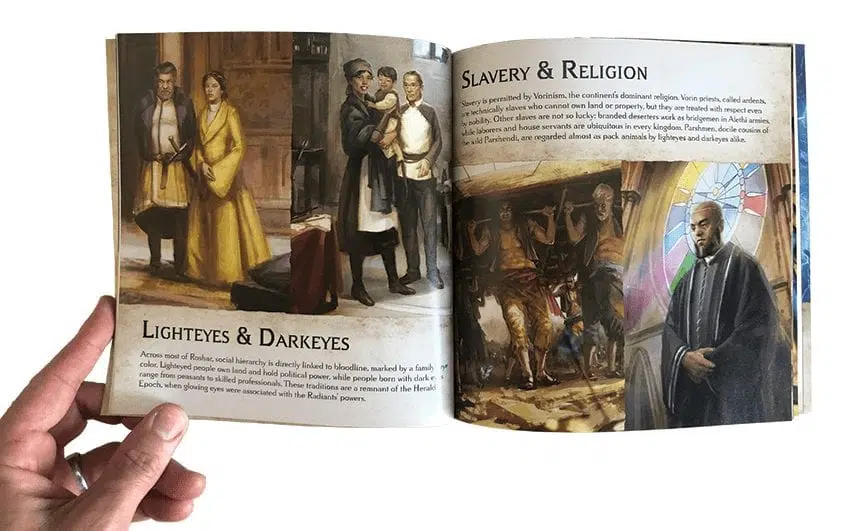 LIGHTEYES & DARKEYES
Across most of Roshar, social hierarchy is directly linked to bloodline, marked by a family eye
color. Lighteyed people own land and hold political power, while people born with dark eyes
range from peasants to skilled professionals. These traditions are a remnant of the Herald
Epoch, when glowing eyes were associated with the Radiants' powers.
SLAVERY & RELIGION
Slavery is permitted by Vorinism, the continent's dominant religion. Vorin priests, called ardents,
are technically slaves who cannot own land or property, but they are treated with respect even
by nobility. Other slaves are not so lucky: branded deserters work as bridgemen in Alethi armies,
while laborers and house servants are ubiquitous in every kingdom. Parshmen, docile cousins of
the wild Parshendi, are regarded almost as pack animals by lighteyes and darkeyes alike.